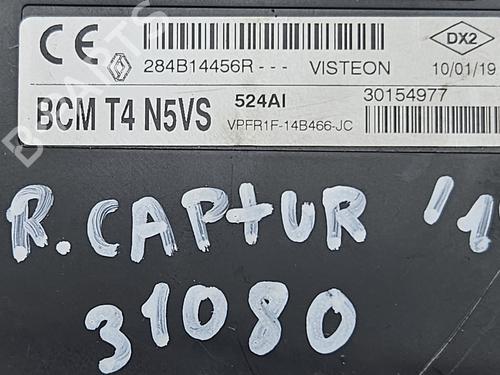 CE 284B14456R--- VISTEON DX2 10/01/19
BCM T4 N5VS 524AI 30154977
VPFR1F-14B466-JC
R. CAPtUR '1
31080